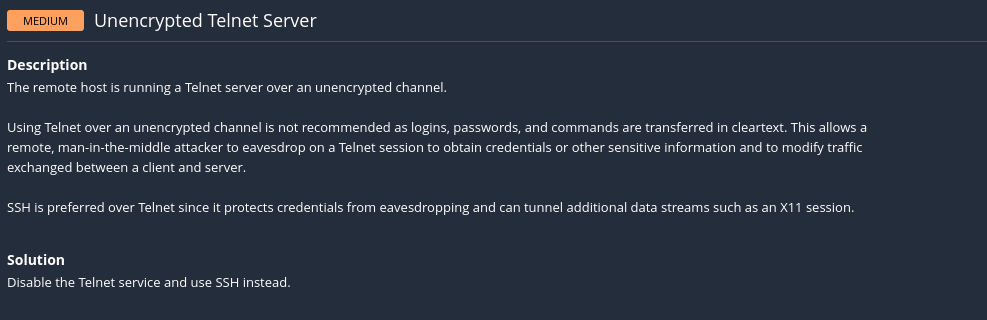 MEDIUM Unencrypted Telnet Server
Description
The remote host is running a Telnet server over an unencrypted channel.
Using Telnet over an unencrypted channel is not recommended as logins, passwords, and commands are transferred in cleartext. This allows a
remote, man-in-the-middle attacker to eavesdrop on a Telnet session to obtain credentials or other sensitive information and to modify traffic
exchanged between a client and server.
SSH is preferred over Telnet since it protects credentials from eavesdropping and can tunnel additional data streams such as an X11 session.
Solution
Disable the Telnet service and use SSH instead.